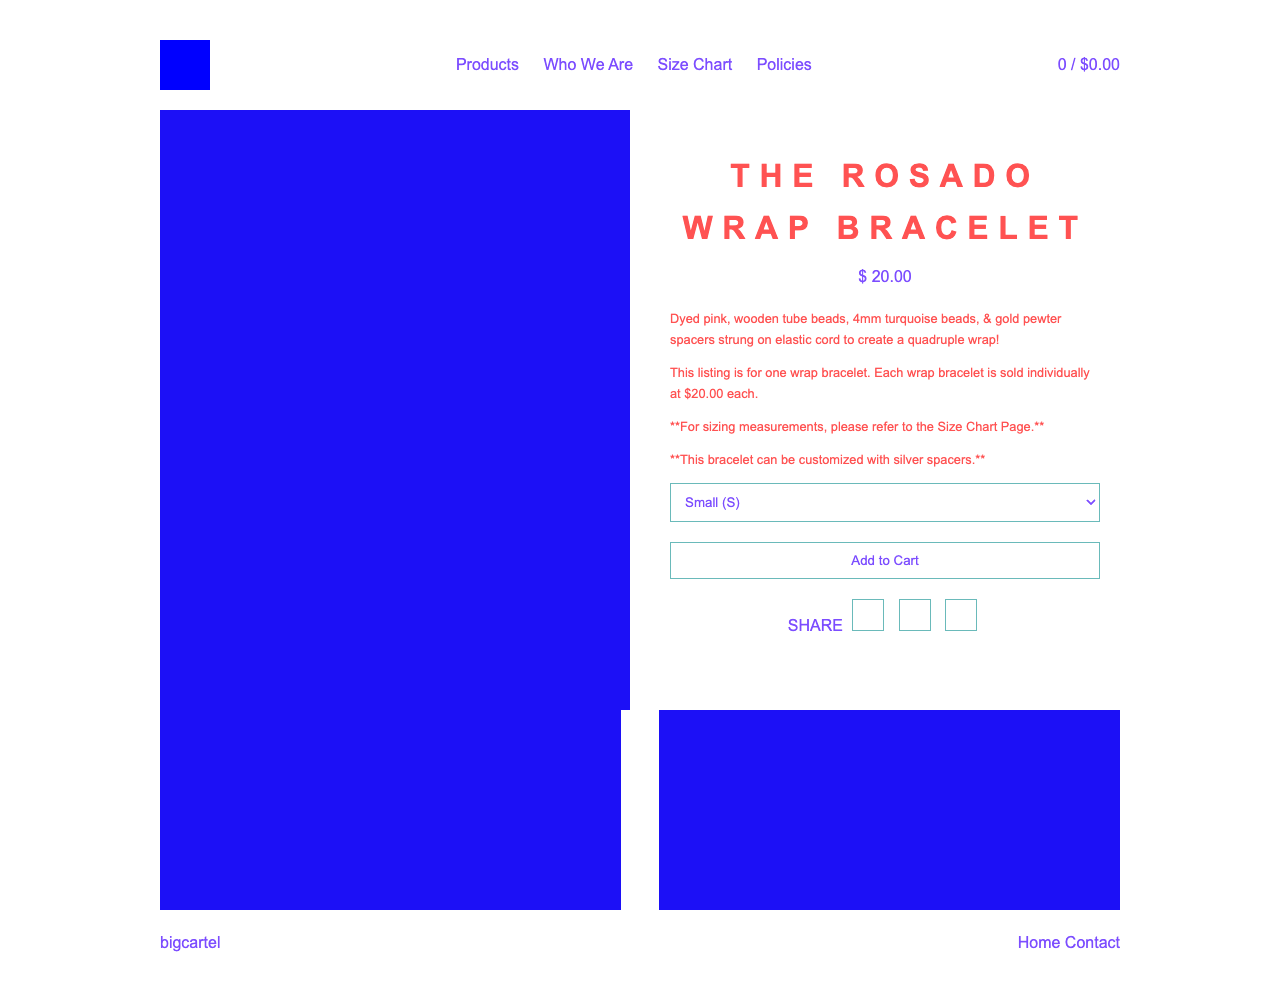 Products Who We Are Size Chart Policies 0 / $0.00
THE ROSADO
WRAP BRACELET
$ 20.00
Dyed pink, wooden tube beads, 4mm turquoise beads, & gold pewter
spacers strung on elastic cord to create a quadruple wrap!
This listing is for one wrap bracelet. Each wrap bracelet is sold individually
at $20.00 each.
**For sizing measurements, please refer to the Size Chart Page.**
**This bracelet can be customized with silver spacers.**
Small (S)
Add to Cart
SHARE
bigcartel Home Contact